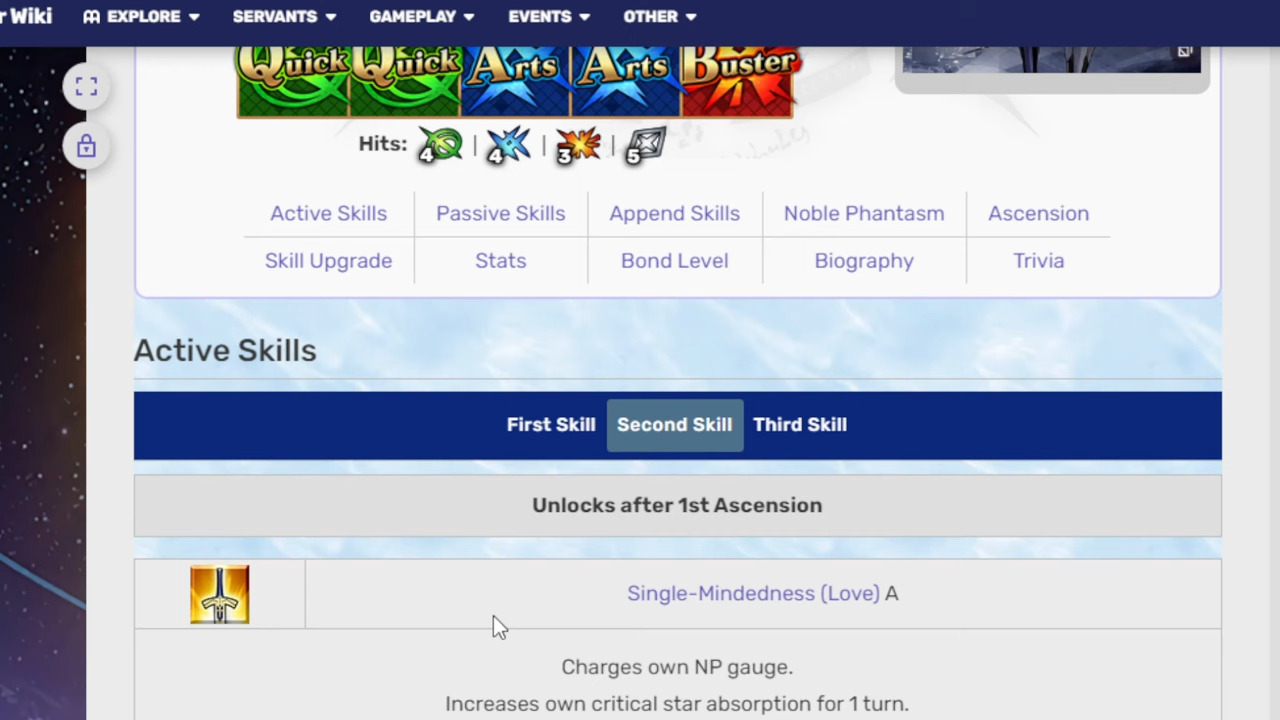 r Wiki EXPLORE SERVANTS GAMEPLAY EVENTS OTHER
Quick Quick Arts Arts Buster
Hits: 4 | 4 | 3 | 5
Active Skills Passive Skills Append Skills Noble Phantasm Ascension
Skill Upgrade Stats Bond Level Biography Trivia
Active Skills
First Skill Second Skill Third Skill
Unlocks after 1st Ascension
Single-Mindedness (Love) A
Charges own NP gauge.
Increases own critical star absorption for 1 turn.